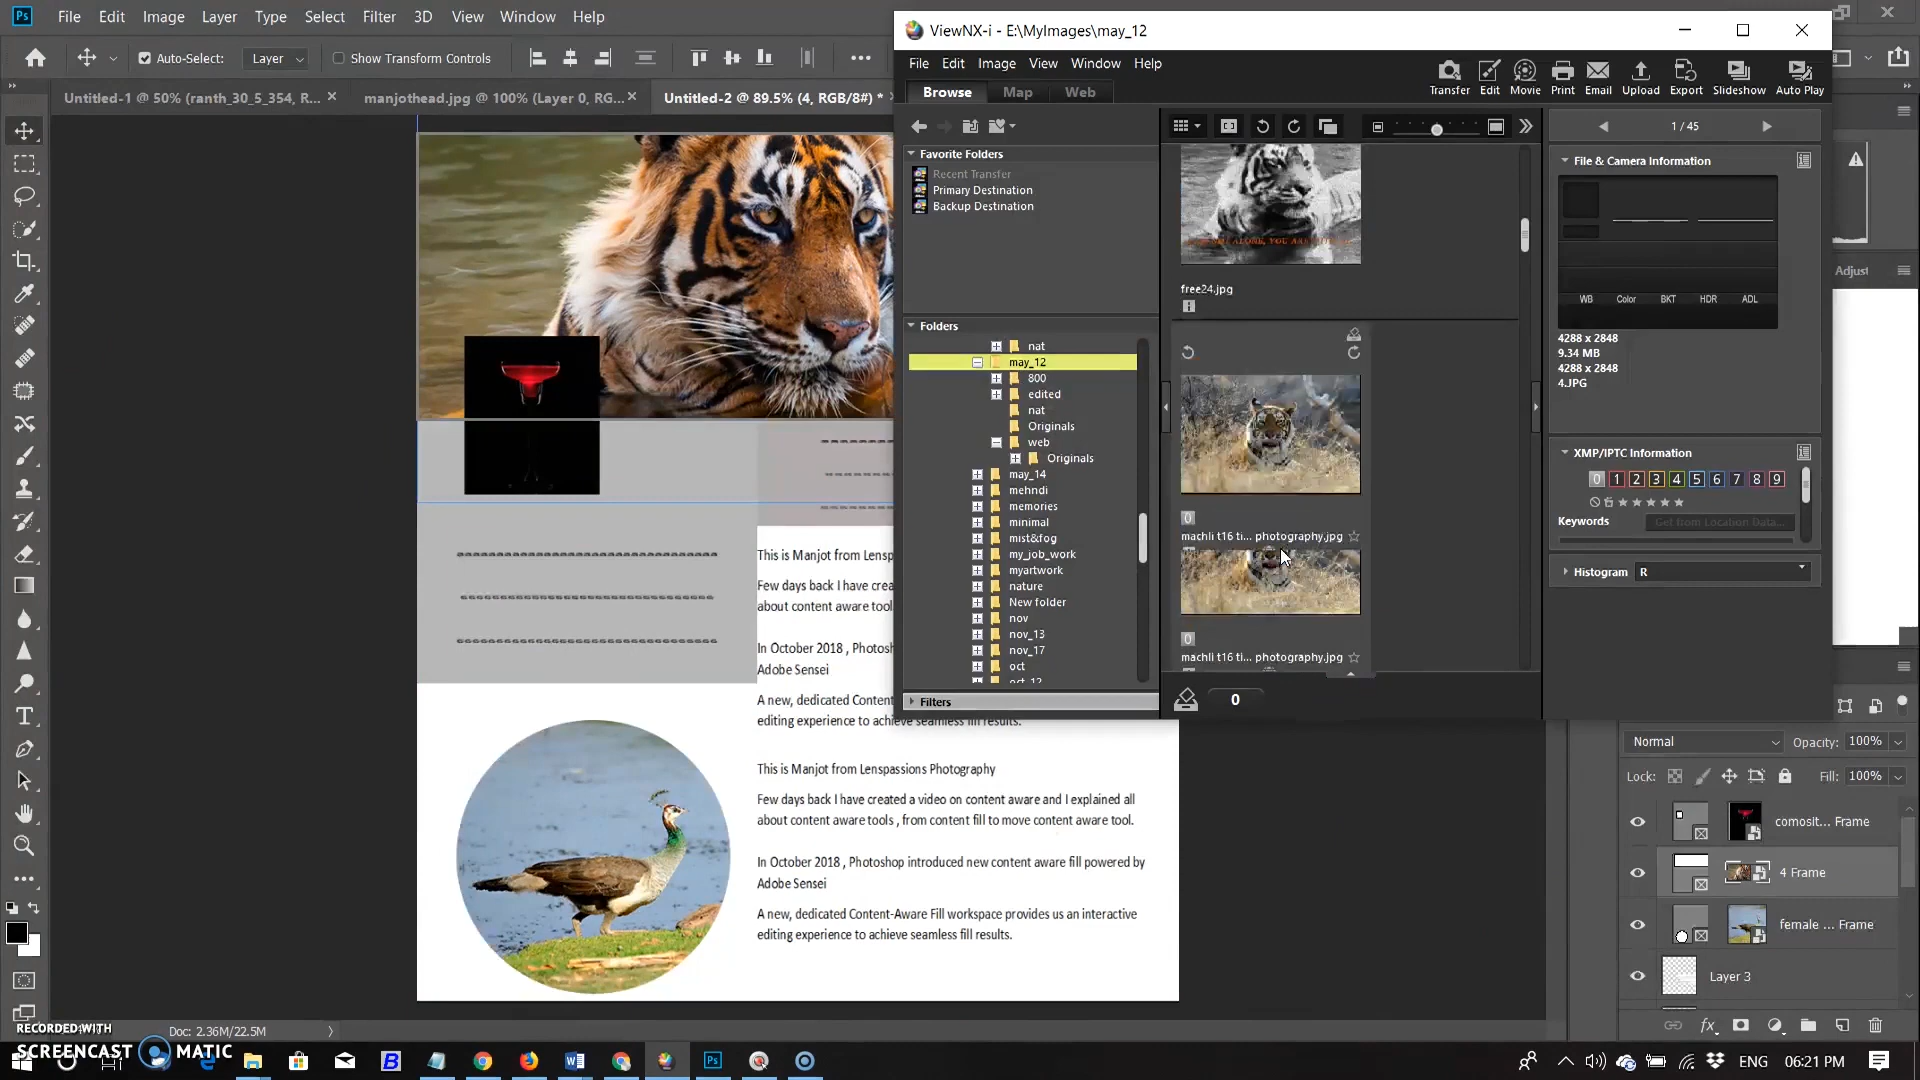 File Edit Image Layer Type Select Filter 3D View Window Help
Auto-Select: Layer Show Transform Controls
Untitled-1 @ 50% (ranth_30_5_354, R... × manjothead.jpg @ 100% (Layer 0, RG... × Untitled-2 @ 89.5% (4, RGB/8#) *
ViewNX-i - E:\MyImages\may_12
File Edit Image View Window Help
Browse Map Web
Transfer Edit Movie Print Email Upload Export Slideshow Auto Play
Favorite Folders
Recent Transfer
Primary Destination
Backup Destination
Folders
nat
may_12
800
edited
nat
Originals
web
Originals
may_14
mehndi
memories
minimal
mist&fog
my_job_work
myartwork
nature
New folder
nov
nov_13
nov_17
oct
oct_12
Filters
free24.jpg
0
machli t16 ti... photography.jpg
0
machli t16 ti... photography.jpg
0
1 / 45
File & Camera Information
WB Color BKT HDR ADL
4288 x 2848
9.34 MB
4288 x 2848
4.JPG
XMP/IPTC Information
0 1 2 3 4 5 6 7 8 9
Keywords Get from Location Data...
Histogram R
Adjust
This is Manjot from Lensp
Few days back I have crea
about content aware tool
In October 2018 , Photosh
Adobe Sensei
A new, dedicated Content
editing experience to achieve seamless fill results.
This is Manjot from Lenspassions Photography
Few days back I have created a video on content aware and I explained all
about content aware tools , from content fill to move content aware tool.
In October 2018 , Photoshop introduced new content aware fill powered by
Adobe Sensei
A new, dedicated Content-Aware Fill workspace provides us an interactive
editing experience to achieve seamless fill results.
Normal Opacity: 100%
Lock: Fill: 100%
comosit... Frame
4 Frame
female ... Frame
Layer 3
Doc: 2.36M/22.5M
RECORDED WITH
SCREENCAST MATIC
ENG 06:21 PM